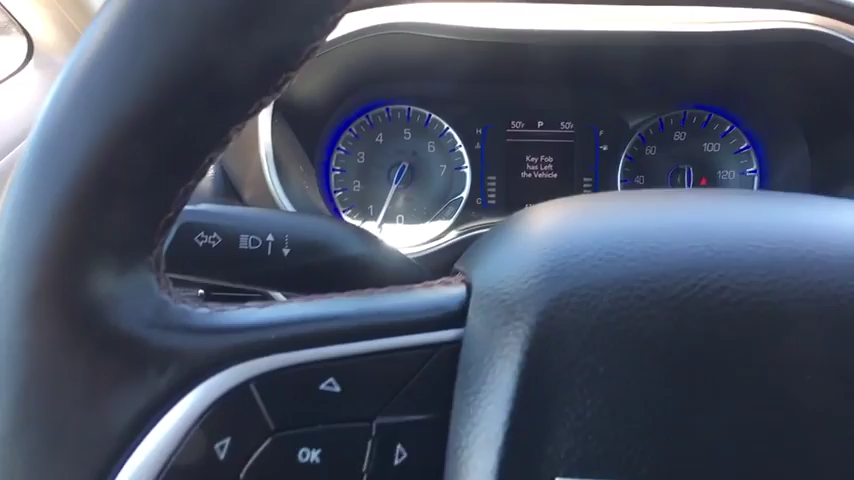 50°F P 50°F
Key Fob
has Left
the Vehicle
H
C
F
0 1 2 3 4 5 6 7
40 60 80 100 120
OK